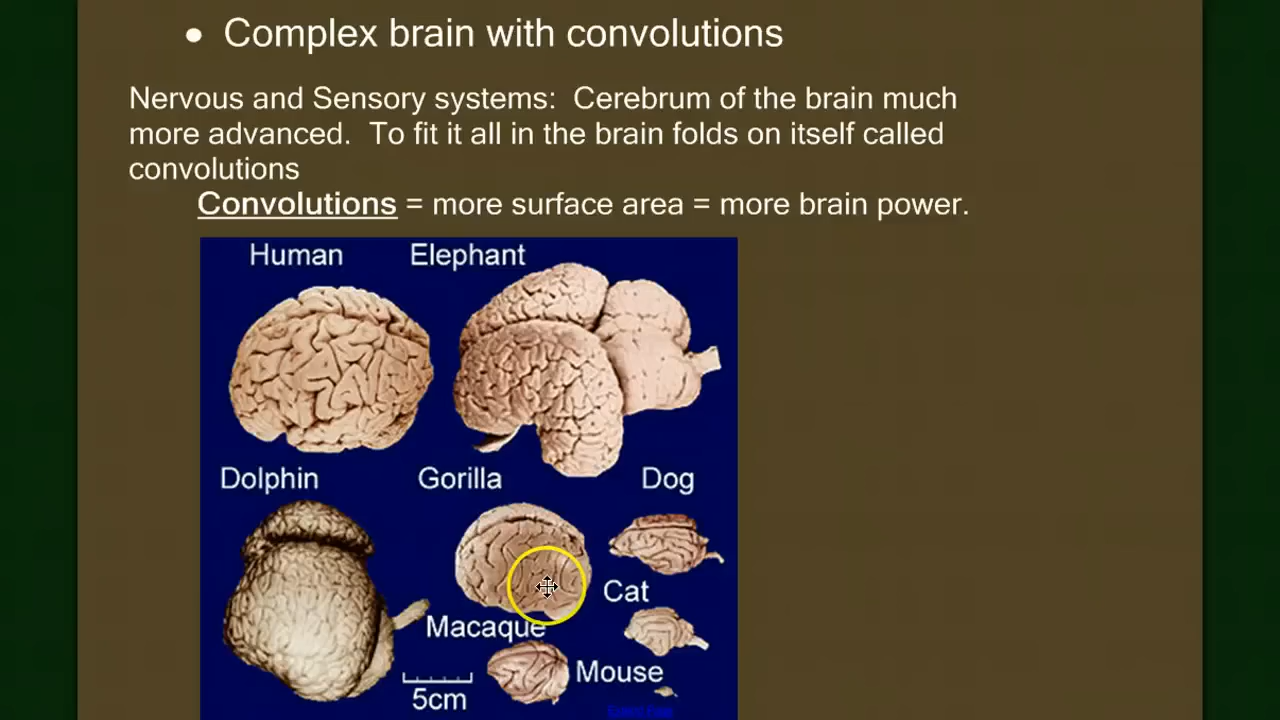 • Complex brain with convolutions
Nervous and Sensory systems: Cerebrum of the brain much
more advanced. To fit it all in the brain folds on itself called
convolutions
Convolutions = more surface area = more brain power.
Human Elephant
Dolphin Gorilla Dog
Cat
Macaque
Mouse
5cm